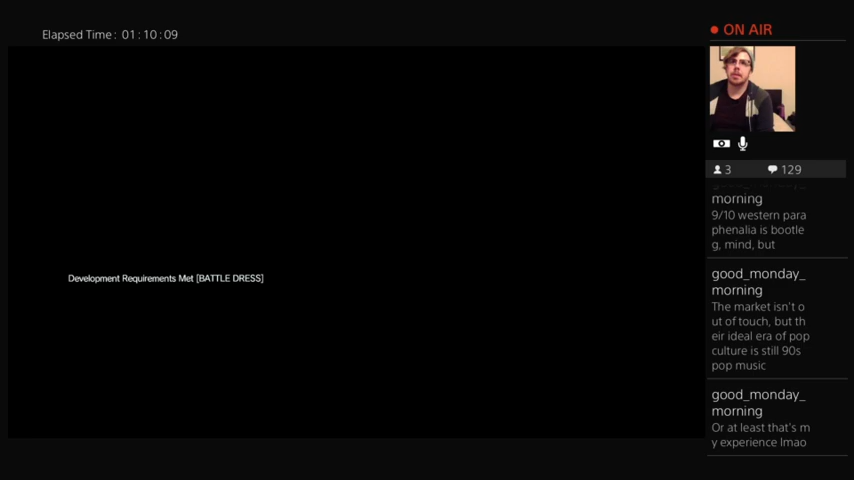 Elapsed Time: 01:10:09
ON AIR
3
129
morning
9/10 western para
phenalia is bootle
g, mind, but
Development Requirements Met [BATTLE DRESS]
good_monday_
morning
The market isn't o
ut of touch, but th
eir ideal era of pop
culture is still 90s
pop music
good_monday_
morning
Or at least that's m
y experience lmao